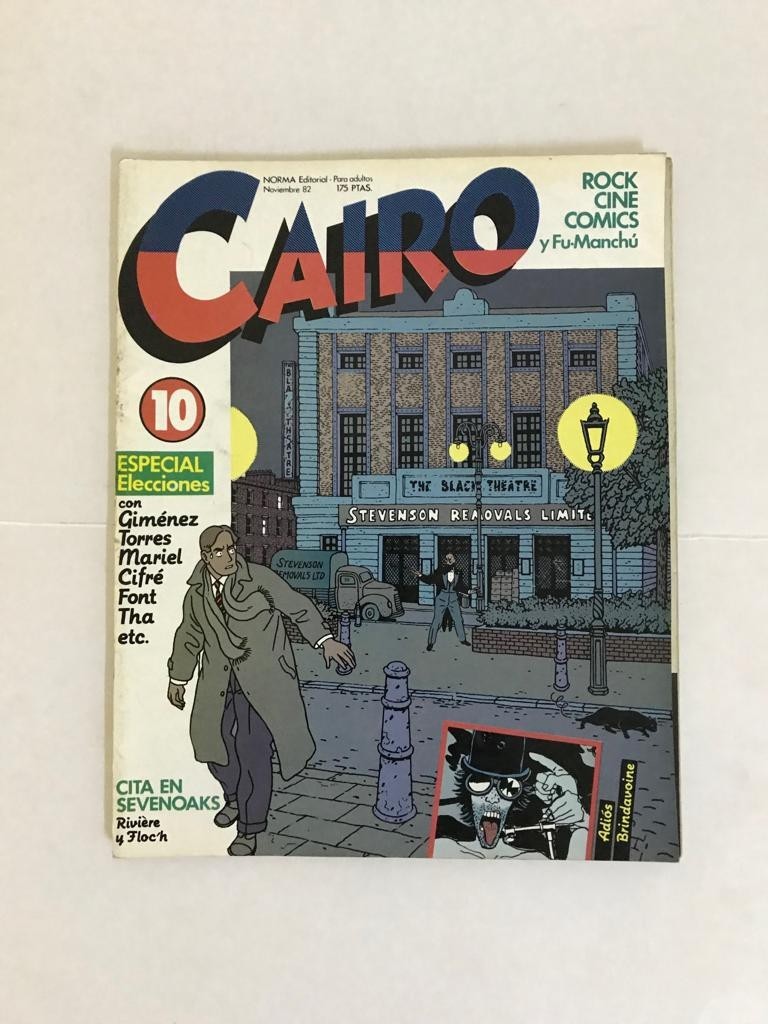 NORMA Editorial - Para adultos
Noviembre 82 175 PTAS.
CAIRO
ROCK
CINE
COMICS
y Fu-Manchú
10
ESPECIAL
Elecciones
con
Giménez
Torres
Mariel
Cifré
Font
Tha
etc.
THE BLACK THEATRE
STEVENSON REMOVALS LIMITE
STEVENSON
REMOVALS LTD
CITA EN
SEVENOAKS
Rivière
y Floc'h
Adiós
Brindavoine